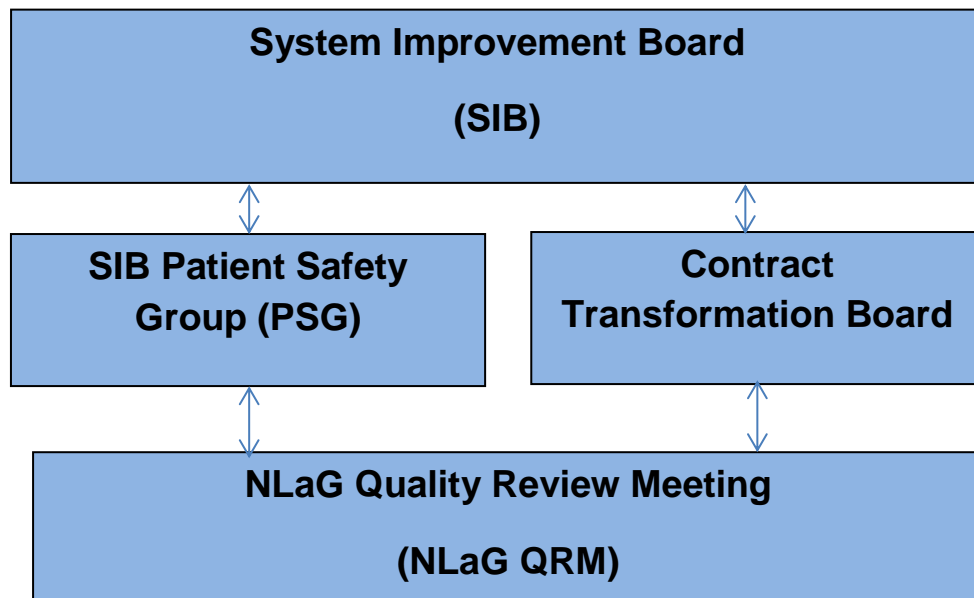 System Improvement Board
(SIB)
SIB Patient Safety
Group (PSG)
Contract
Transformation Board
NLaG Quality Review Meeting
(NLaG QRM)